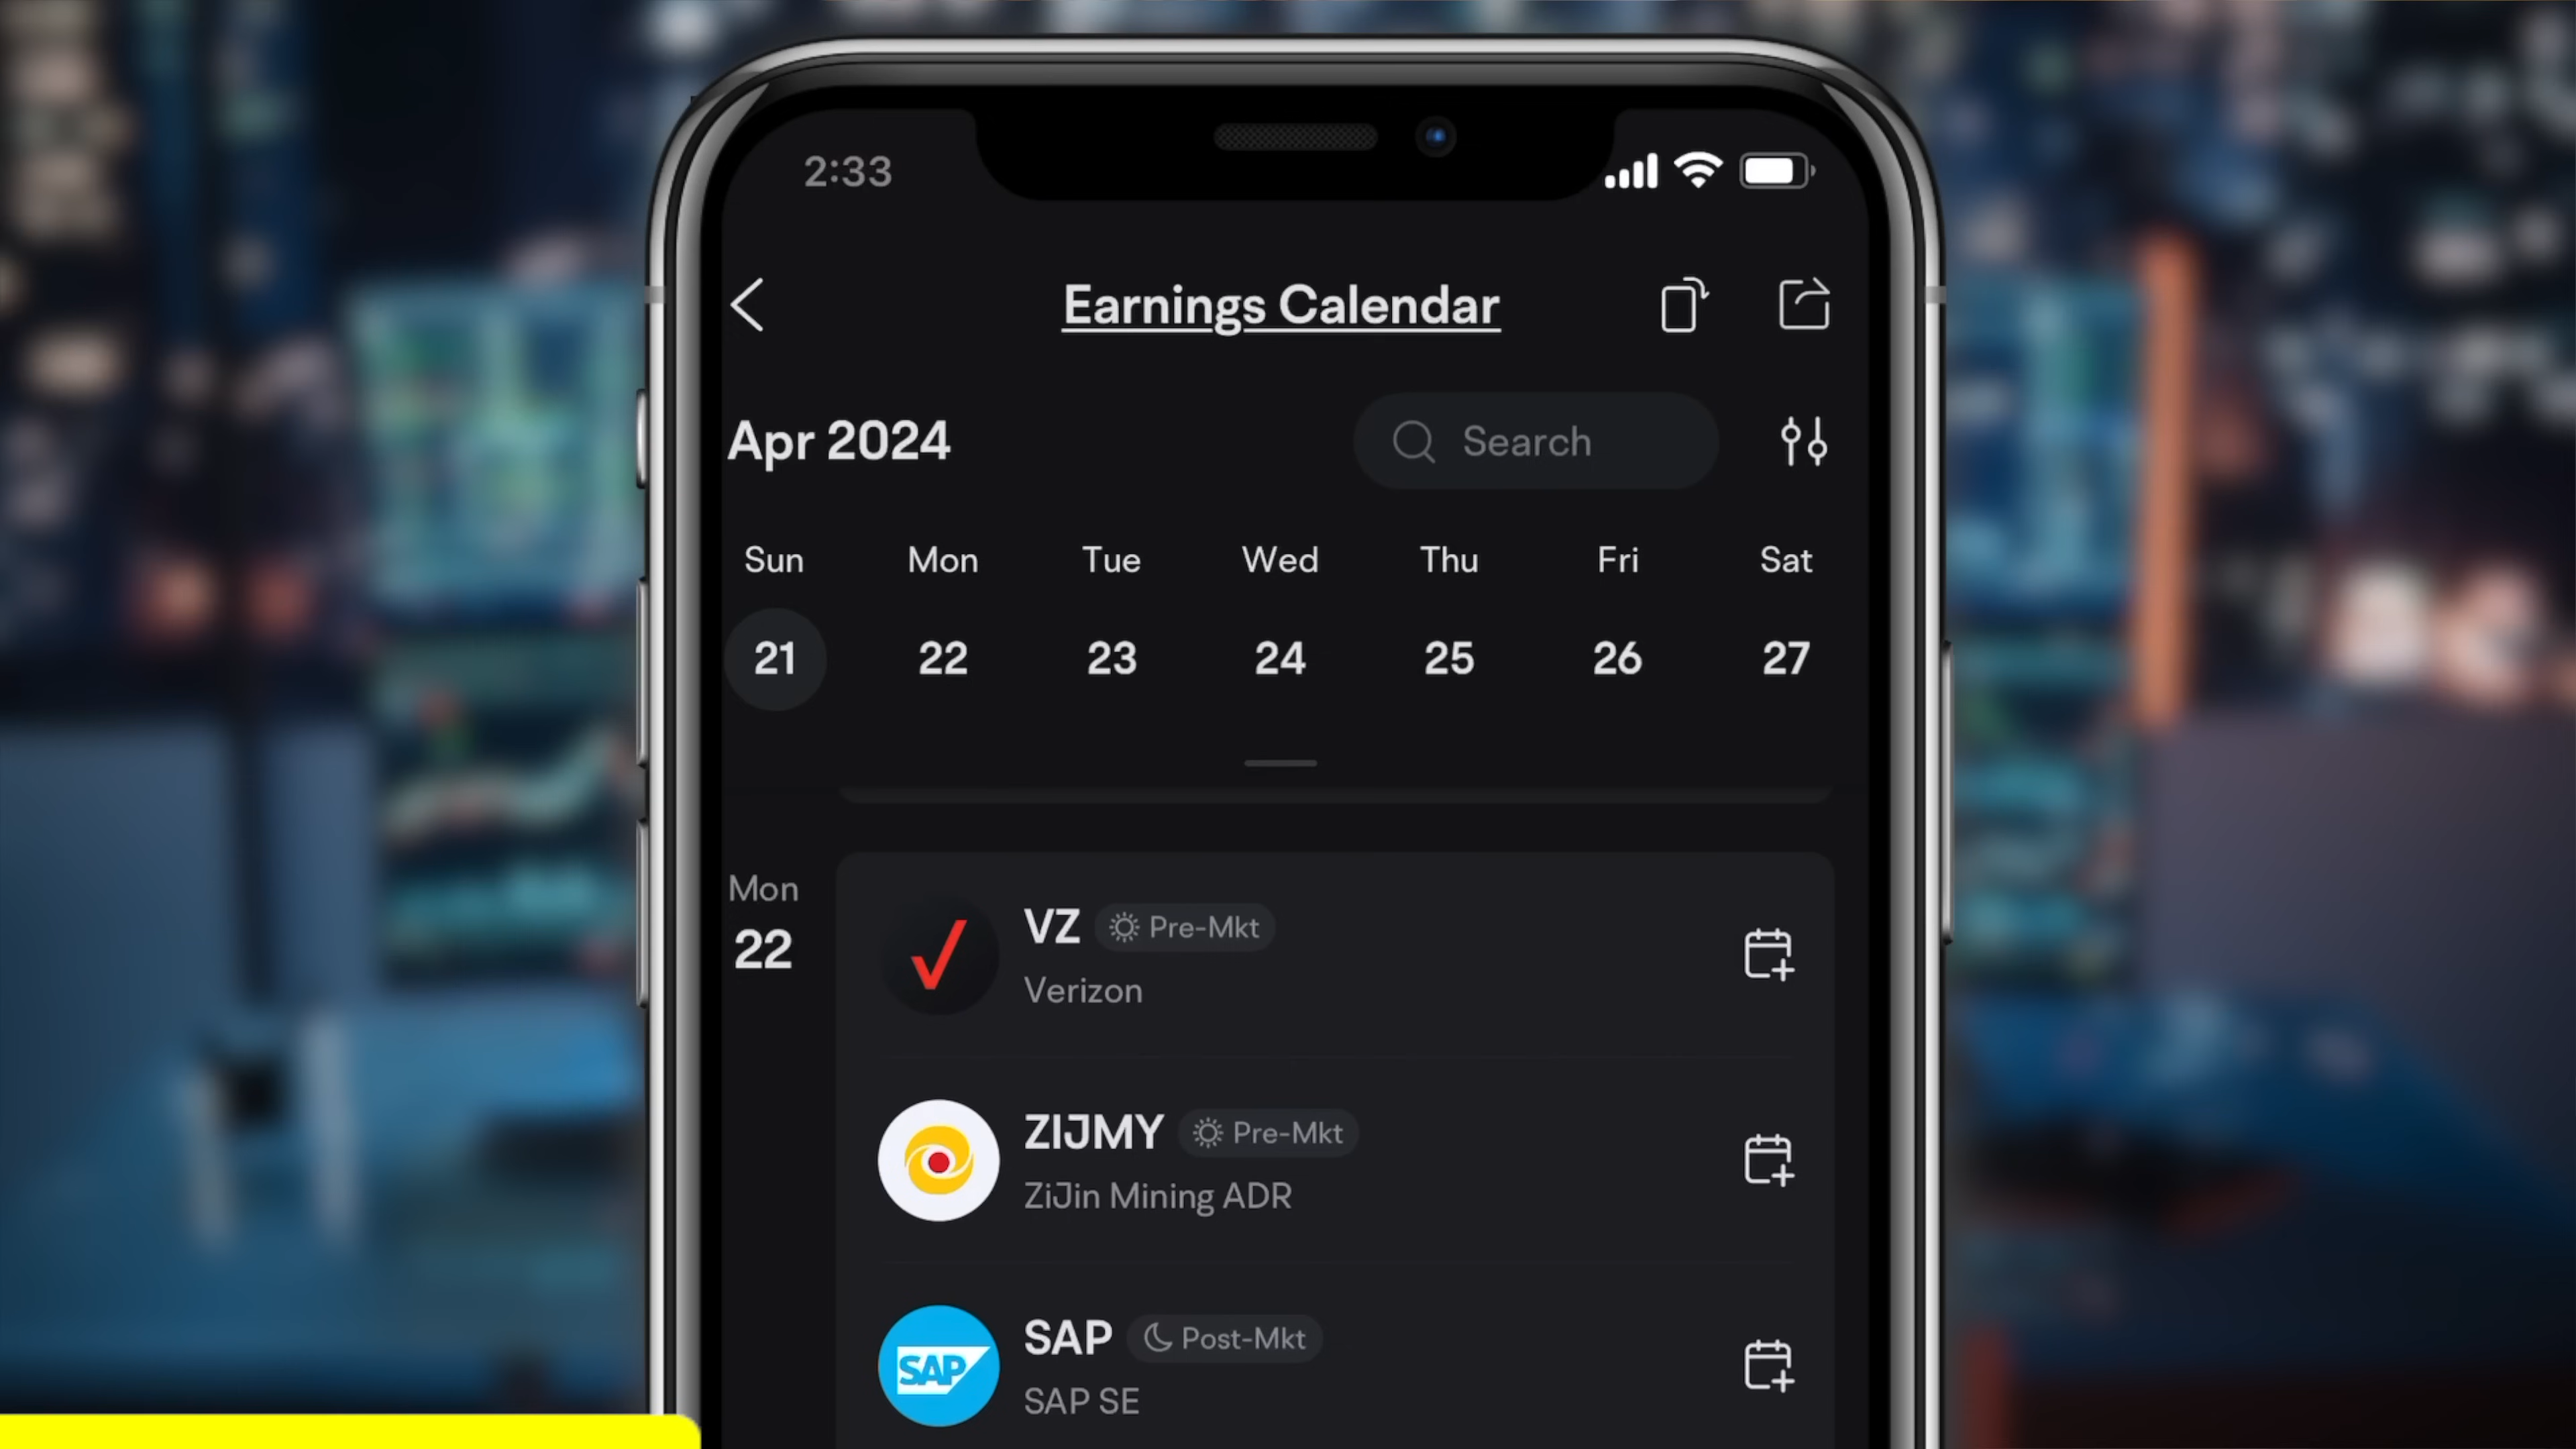 2:33
Earnings Calendar
Apr 2024
Search
Sun Mon Tue Wed Thu Fri Sat
21 22 23 24 25 26 27
Mon
22
VZ Pre-Mkt
Verizon
ZIJMY Pre-Mkt
ZiJin Mining ADR
SAP Post-Mkt
SAP
SAP SE